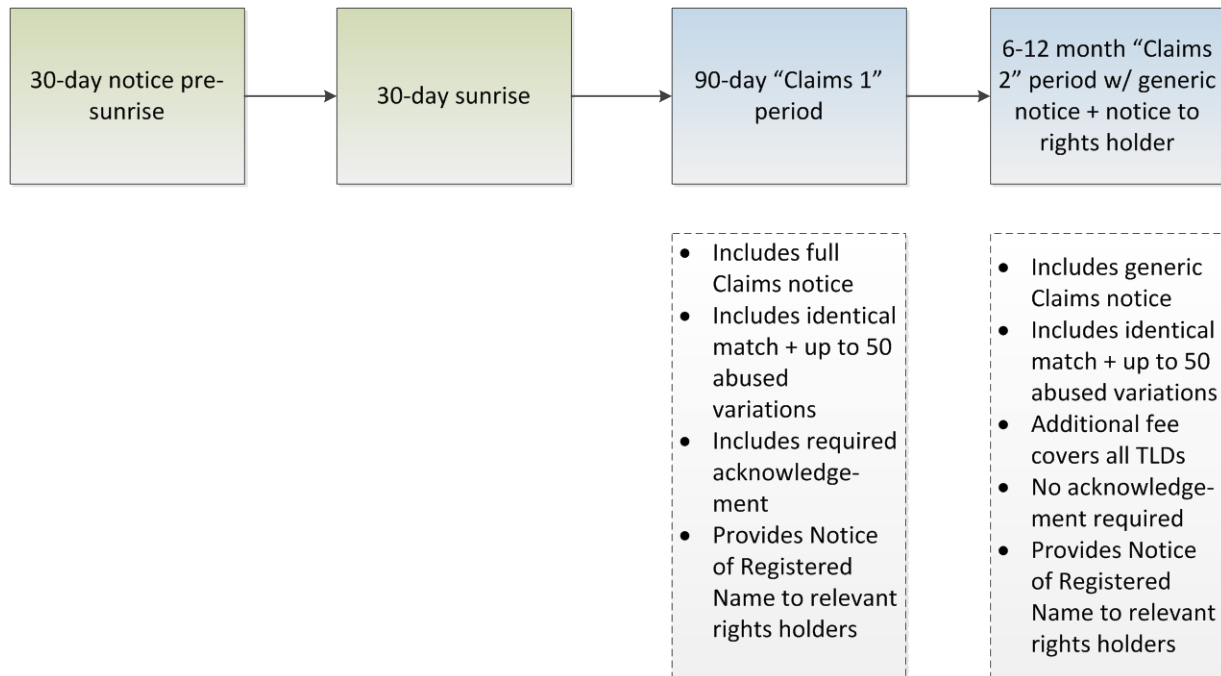 30-day notice pre-
sunrise
30-day sunrise
90-day “Claims 1”
period
6-12 month “Claims
2” period w/ generic
notice + notice to
rights holder
• Includes full
Claims notice
• Includes identical
match + up to 50
abused
variations
• Includes required
acknowledge-
ment
• Provides Notice
of Registered
Name to relevant
rights holders
• Includes generic
Claims notice
• Includes identical
match + up to 50
abused variations
• Additional fee
covers all TLDs
• No acknowledge-
ment required
• Provides Notice
of Registered
Name to relevant
rights holders